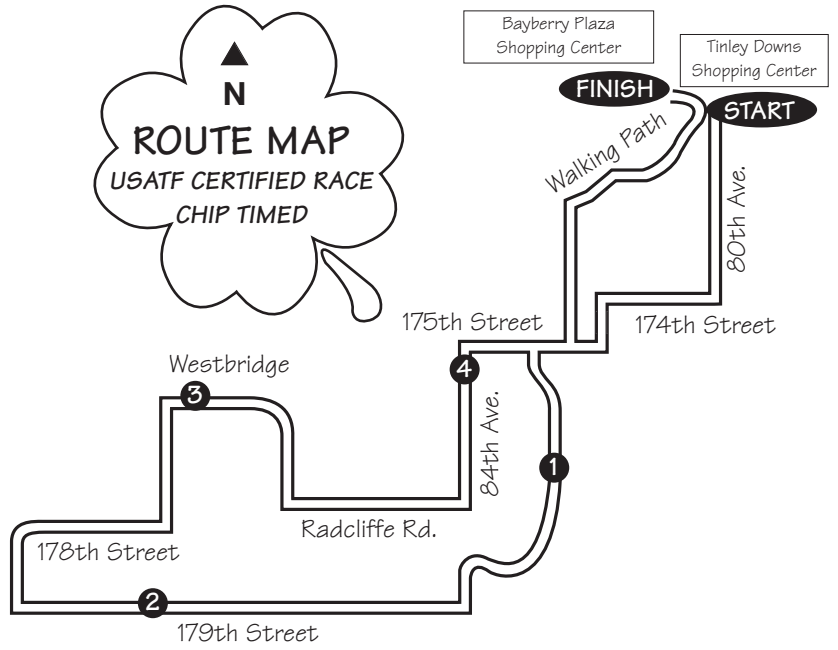 Bayberry Plaza
Shopping Center
Tinley Downs
Shopping Center
FINISH
START
N
ROUTE MAP
USATF CERTIFIED RACE
CHIP TIMED
Walking Path
80th Ave.
175th Street
174th Street
Westbridge
4
3
84th Ave.
1
Radcliffe Rd.
178th Street
2
179th Street